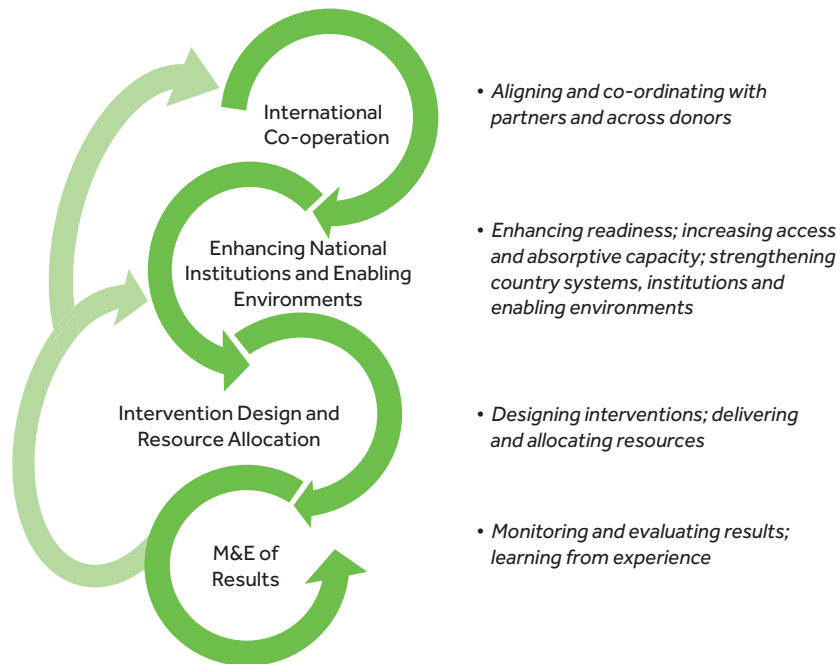 International
Co-operation
• Aligning and co-ordinating with
partners and across donors
Enhancing National
Institutions and Enabling
Environments
• Enhancing readiness; increasing access
and absorptive capacity; strengthening
country systems, institutions and
enabling environments
Intervention Design and
Resource Allocation
• Designing interventions; delivering
and allocating resources
M&E of
Results
• Monitoring and evaluating results;
learning from experience